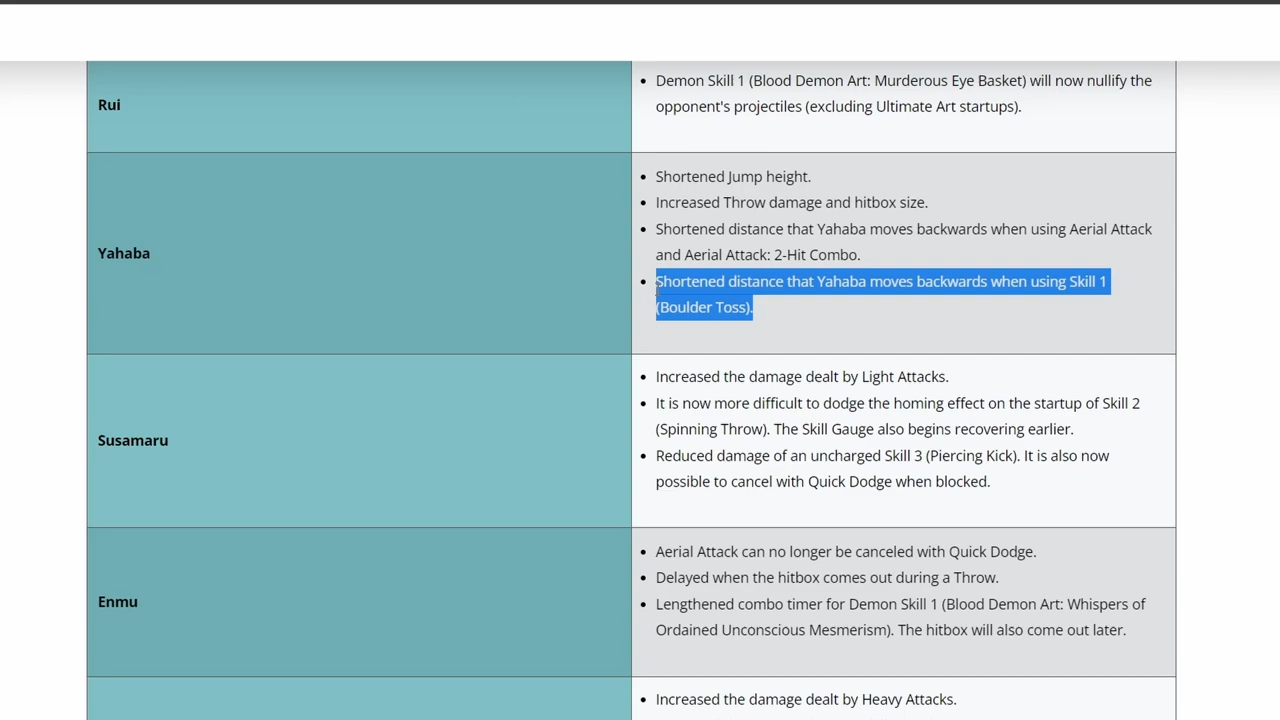 Rui
Demon Skill 1 (Blood Demon Art: Murderous Eye Basket) will now nullify the
opponent's projectiles (excluding Ultimate Art startups).
Yahaba
Shortened Jump height.
Increased Throw damage and hitbox size.
Shortened distance that Yahaba moves backwards when using Aerial Attack
and Aerial Attack: 2-Hit Combo.
Shortened distance that Yahaba moves backwards when using Skill 1
(Boulder Toss).
Susamaru
Increased the damage dealt by Light Attacks.
It is now more difficult to dodge the homing effect on the startup of Skill 2
(Spinning Throw). The Skill Gauge also begins recovering earlier.
Reduced damage of an uncharged Skill 3 (Piercing Kick). It is also now
possible to cancel with Quick Dodge when blocked.
Enmu
Aerial Attack can no longer be canceled with Quick Dodge.
Delayed when the hitbox comes out during a Throw.
Lengthened combo timer for Demon Skill 1 (Blood Demon Art: Whispers of
Ordained Unconscious Mesmerism). The hitbox will also come out later.
Increased the damage dealt by Heavy Attacks.